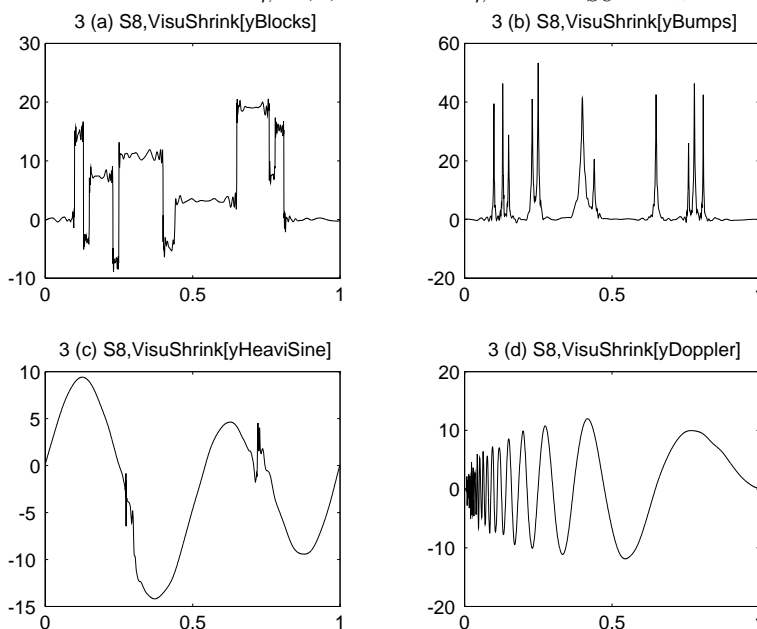 3 (a) S8,VisuShrink[yBlocks]
30
20
10
0
-10
0 0.5 1
3 (b) S8,VisuShrink[yBumps]
60
40
20
0
-20
0 0.5 1
3 (c) S8,VisuShrink[yHeaviSine]
10
5
0
-5
-10
-15
0 0.5 1
3 (d) S8,VisuShrink[yDoppler]
20
10
0
-10
-20
0 0.5 1